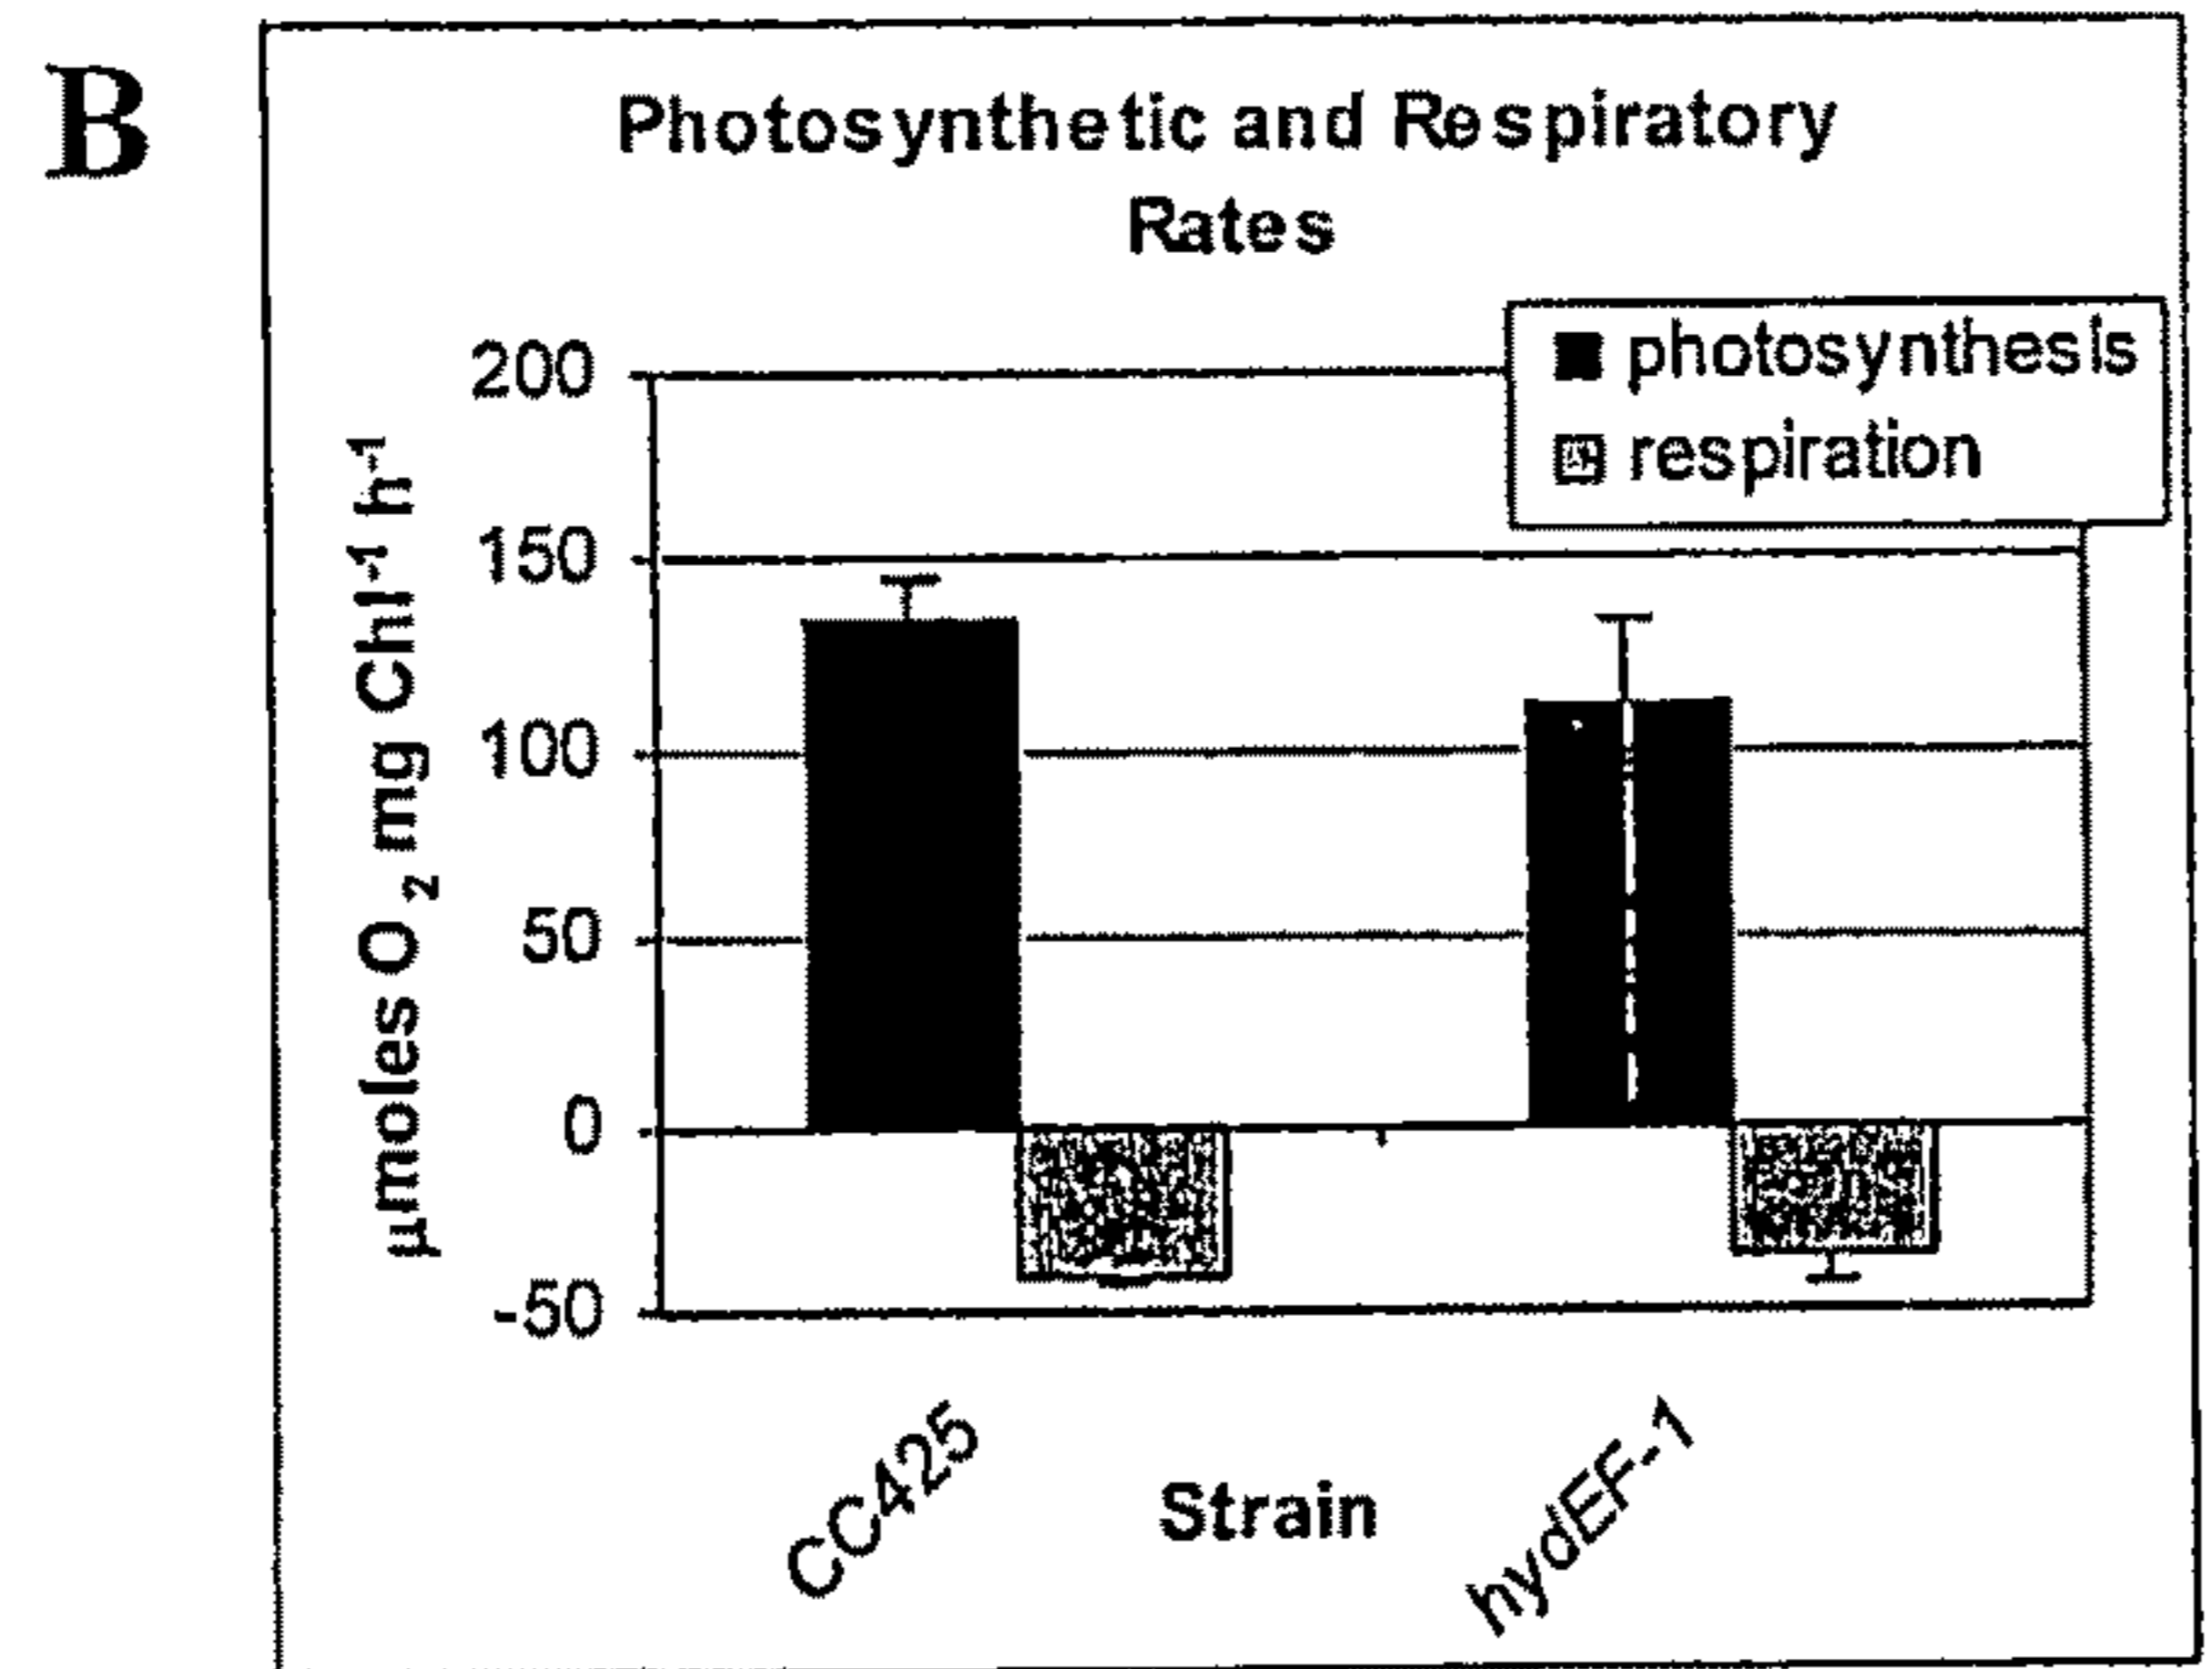 B
Photosynthetic and Respiratory
Rates
photosynthesis
respiration
200
150
100
50
0
-50
µmoles O₂ mg Chl⁻¹ h⁻¹
CC425
hydEF-1
Strain